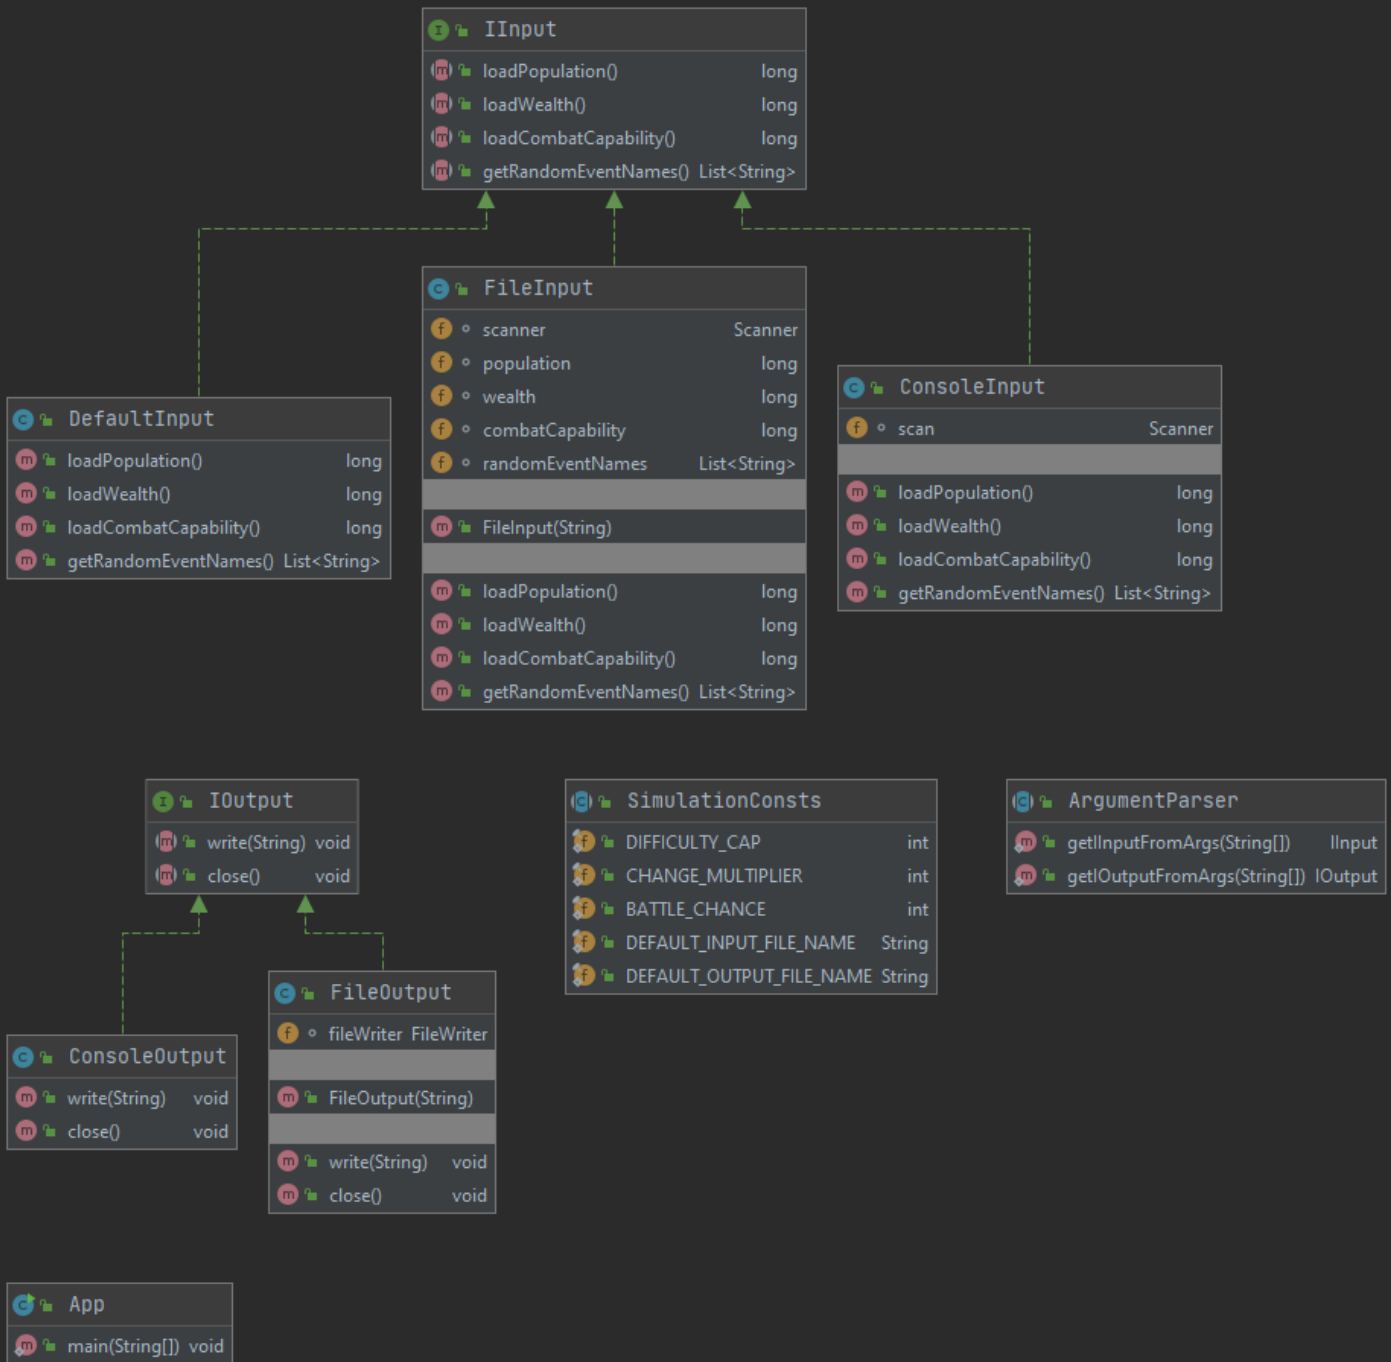 IInput
loadPopulation() long
loadWealth() long
loadCombatCapability() long
getRandomEventNames() List<String>
FileInput
scanner Scanner
population long
wealth long
combatCapability long
randomEventNames List<String>
FileInput(String)
loadPopulation() long
loadWealth() long
loadCombatCapability() long
getRandomEventNames() List<String>
ConsoleInput
scan Scanner
loadPopulation() long
loadWealth() long
loadCombatCapability() long
getRandomEventNames() List<String>
DefaultInput
loadPopulation() long
loadWealth() long
loadCombatCapability() long
getRandomEventNames() List<String>
IOutput
write(String) void
close() void
SimulationConsts
DIFFICULTY_CAP int
CHANGE_MULTIPLIER int
BATTLE_CHANCE int
DEFAULT_INPUT_FILE_NAME String
DEFAULT_OUTPUT_FILE_NAME String
ArgumentParser
getIInputFromArgs(String[]) IInput
getIOutputFromArgs(String[]) IOutput
FileOutput
fileWriter FileWriter
FileOutput(String)
write(String) void
close() void
ConsoleOutput
write(String) void
close() void
App
main(String[]) void